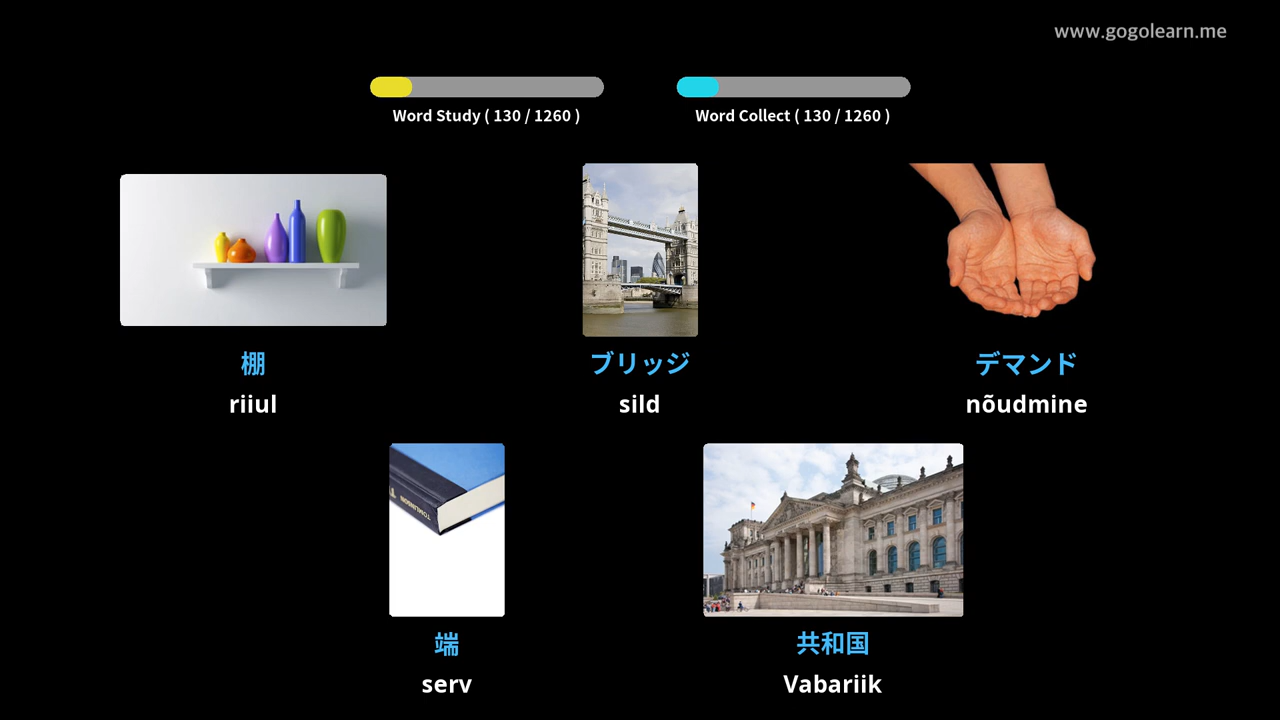 www.gogolearn.me
Word Study ( 130 / 1260 )
Word Collect ( 130 / 1260 )
棚
riiul
ブリッジ
sild
デマンド
nõudmine
TOMLINSON
端
serv
共和国
Vabariik